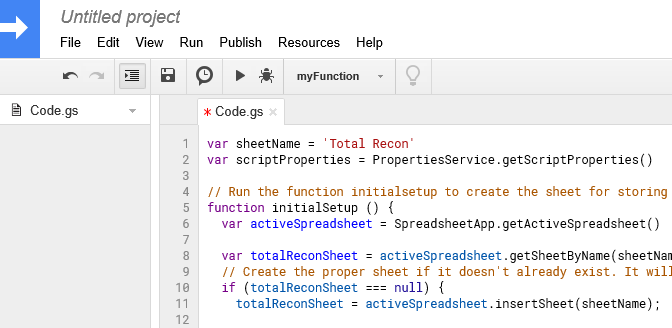 Untitled project
File Edit View Run Publish Resources Help
myFunction
Code.gs
* Code.gs ×
1 var sheetName = 'Total Recon'
2 var scriptProperties = PropertiesService.getScriptProperties()
3
4 // Run the function initialsetup to create the sheet for storing
5 function initialSetup () {
6 var activeSpreadsheet = SpreadsheetApp.getActiveSpreadsheet()
7
8 var totalReconSheet = activeSpreadsheet.getSheetByName(sheetNam
9 // Create the proper sheet if it doesn't already exist. It will
10 if (totalReconSheet === null) {
11 totalReconSheet = activeSpreadsheet.insertSheet(sheetName);
12